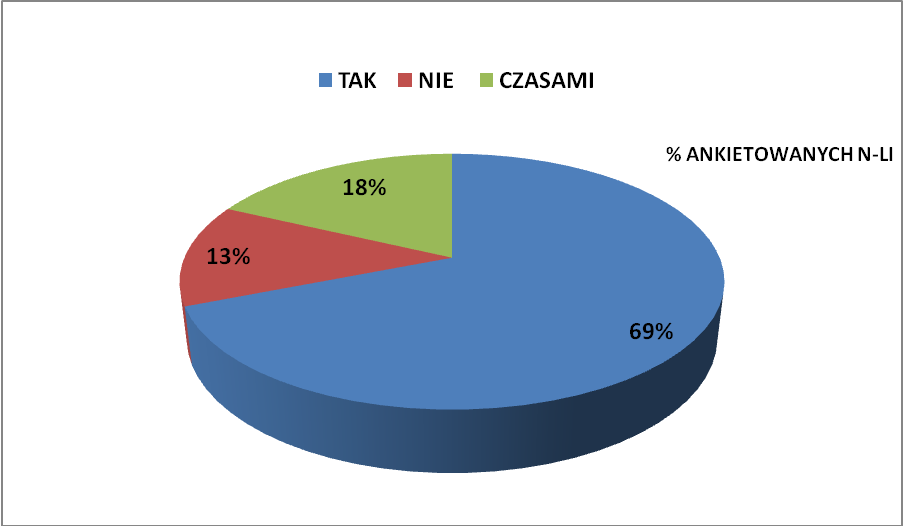 TAK NIE CZASAMI
% ANKIETOWANYCH N-LI
18%
13%
69%